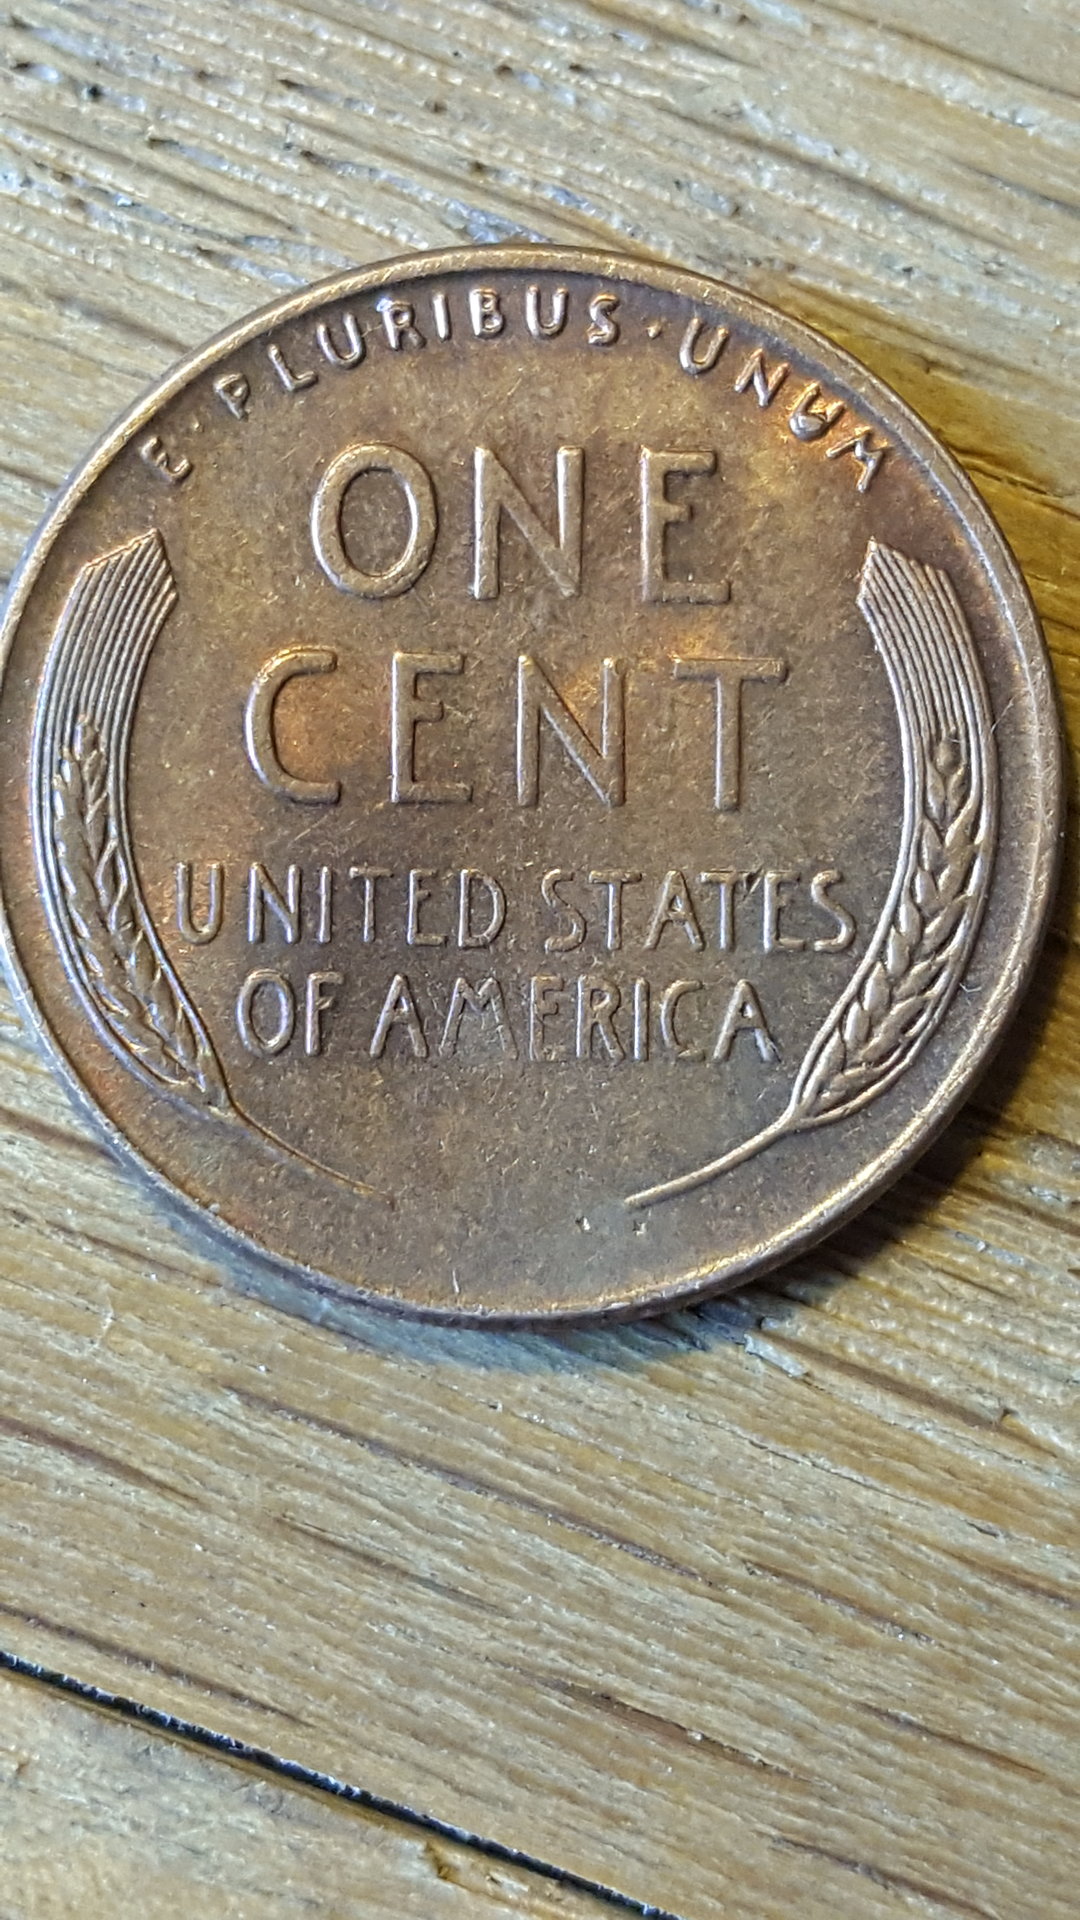 E·PLURIBUS·UNUM
ONE
CENT
UNITED STATES
OF AMERICA